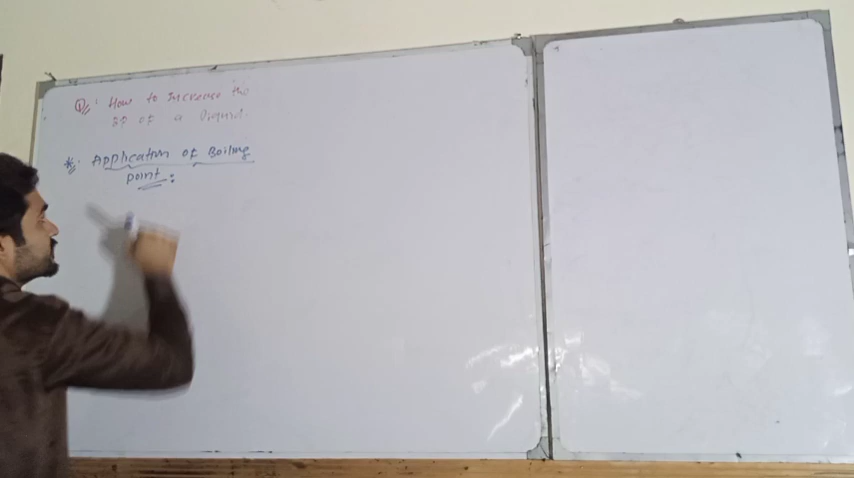 Q: How to increase the
BP of a liquid.
*: Application of Boiling
point: